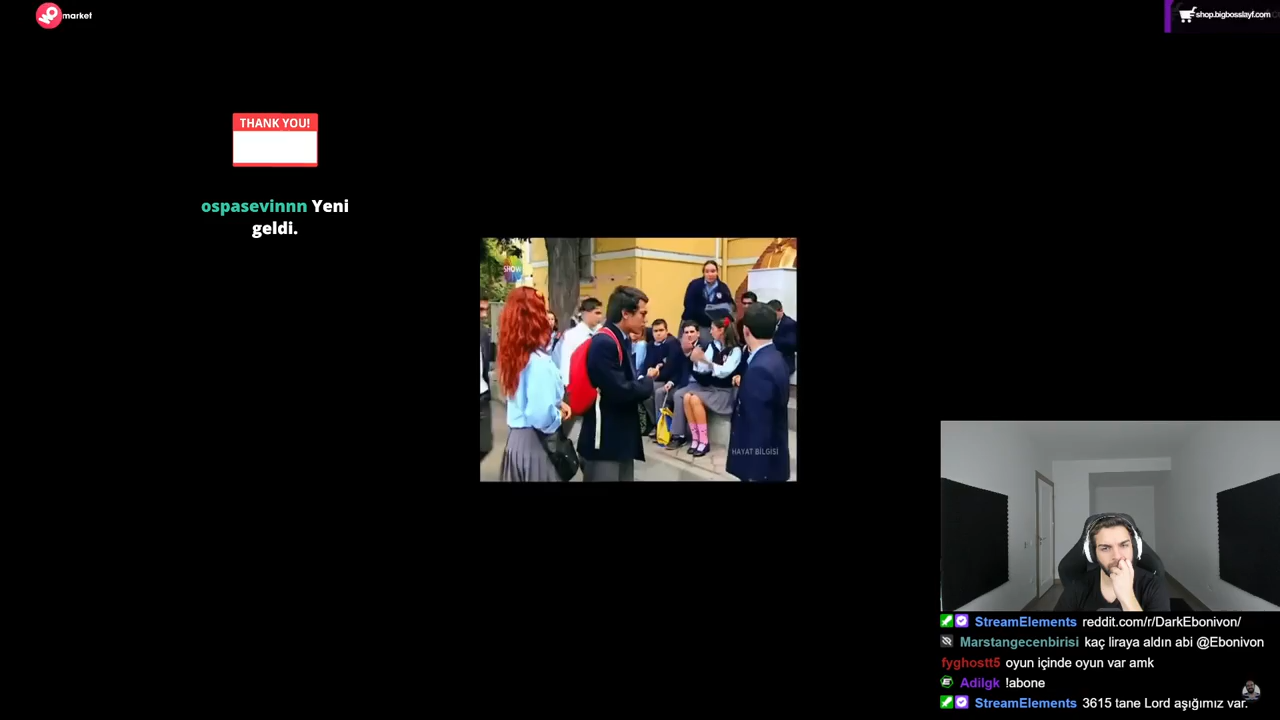 market
shop.bigbosslayf.com
THANK YOU!
ospasevinnn Yeni
geldi.
SHOW
HAYAT BİLGİSİ
StreamElements reddit.com/r/DarkEbonivon/
Marstangecenbirisi kaç liraya aldın abi @Ebonivon
fyghostt5 oyun içinde oyun var amk
Adilgk !abone
StreamElements 3615 tane Lord aşığımız var.